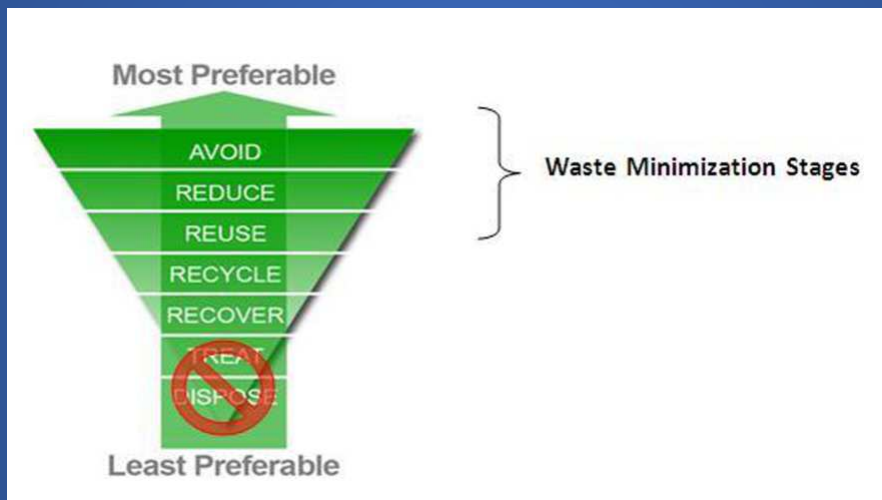 Most Preferable
AVOID
REDUCE
REUSE
RECYCLE
RECOVER
TREAT
DISPOSE
Least Preferable
Waste Minimization Stages